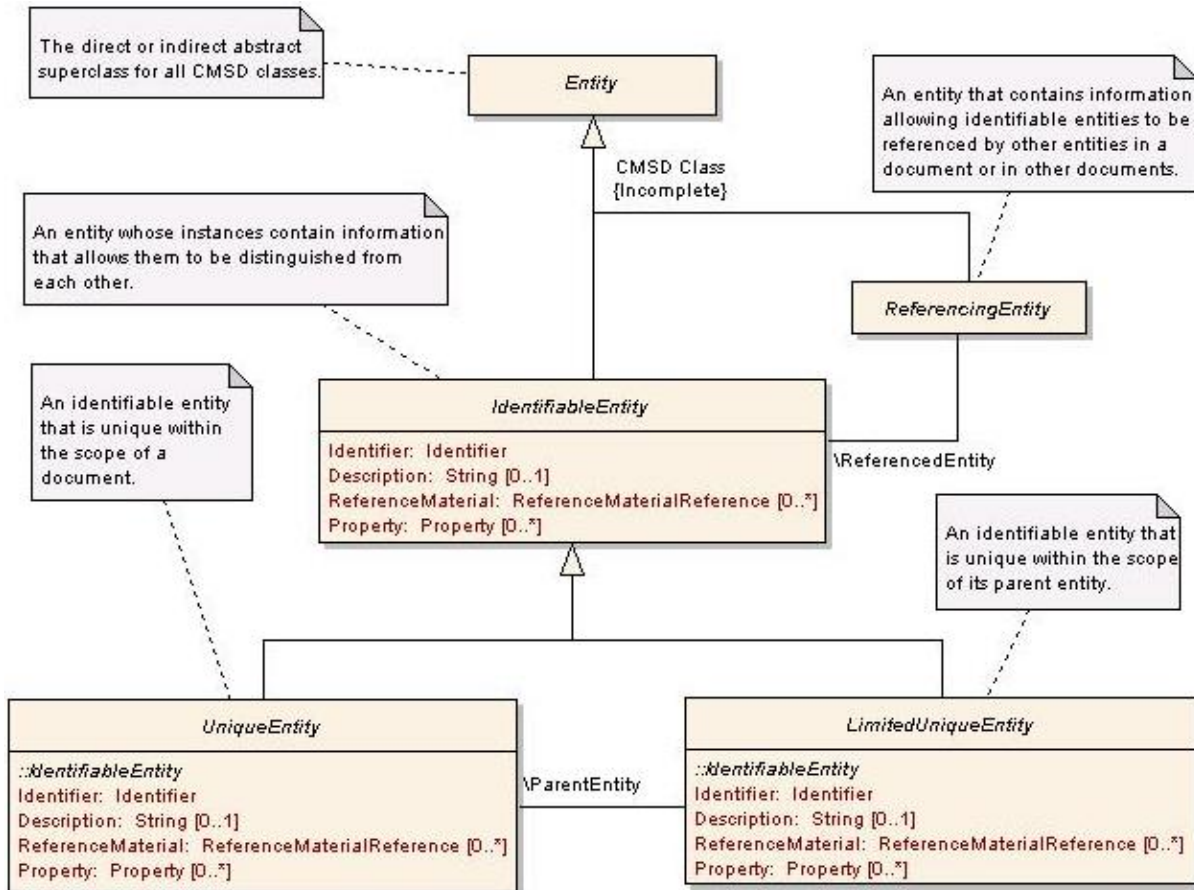 The direct or indirect abstract
superclass for all CMSD classes.
Entity
An entity that contains information
allowing identifiable entities to be
referenced by other entities in a
document or in other documents.
CMSD Class
{Incomplete}
An entity whose instances contain information
that allows them to be distinguished from
each other.
ReferencingEntity
An identifiable entity
that is unique within
the scope of a
document.
IdentifiableEntity
Identifier: Identifier
Description: String [0..1]
ReferenceMaterial: ReferenceMaterialReference [0..*]
Property: Property [0..*]
\ReferencedEntity
An identifiable entity that
is unique within the scope
of its parent entity.
UniqueEntity
::IdentifiableEntity
Identifier: Identifier
Description: String [0..1]
ReferenceMaterial: ReferenceMaterialReference [0..*]
Property: Property [0..*]
\ParentEntity
LimitedUniqueEntity
::IdentifiableEntity
Identifier: Identifier
Description: String [0..1]
ReferenceMaterial: ReferenceMaterialReference [0..*]
Property: Property [0..*]